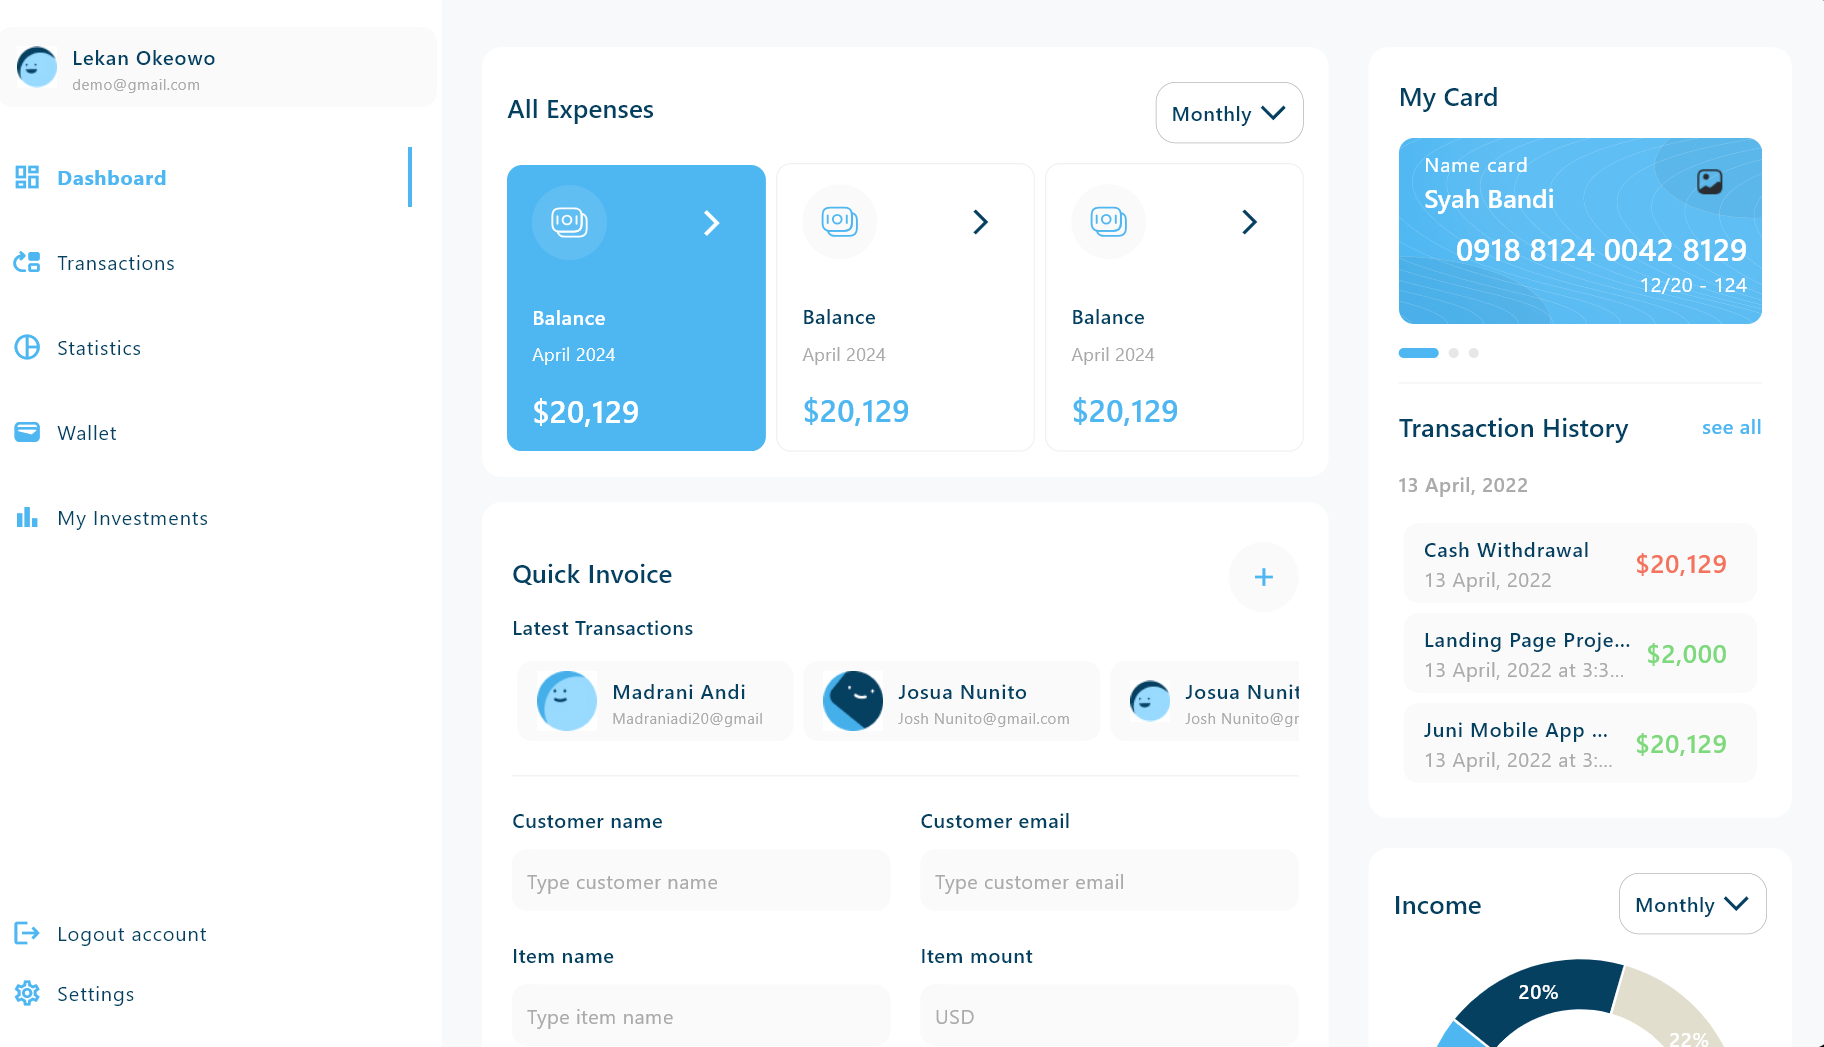 Lekan Okeowo
demo@gmail.com
Dashboard
Transactions
Statistics
Wallet
My Investments
Logout account
Settings
All Expenses
Monthly
Balance
April 2024
$20,129
Balance
April 2024
$20,129
Balance
April 2024
$20,129
Quick Invoice
+
Latest Transactions
Madrani Andi
Madraniadi20@gmail
Josua Nunito
Josh Nunito@gmail.com
Josua Nunit
Josh Nunito@gr
Customer name
Type customer name
Customer email
Type customer email
Item name
Type item name
Item mount
USD
My Card
Name card
Syah Bandi
0918 8124 0042 8129
12/20 - 124
Transaction History
see all
13 April, 2022
Cash Withdrawal
13 April, 2022
$20,129
Landing Page Proje...
13 April, 2022 at 3:3...
$2,000
Juni Mobile App ...
13 April, 2022 at 3:...
$20,129
Income
Monthly
20%
22%